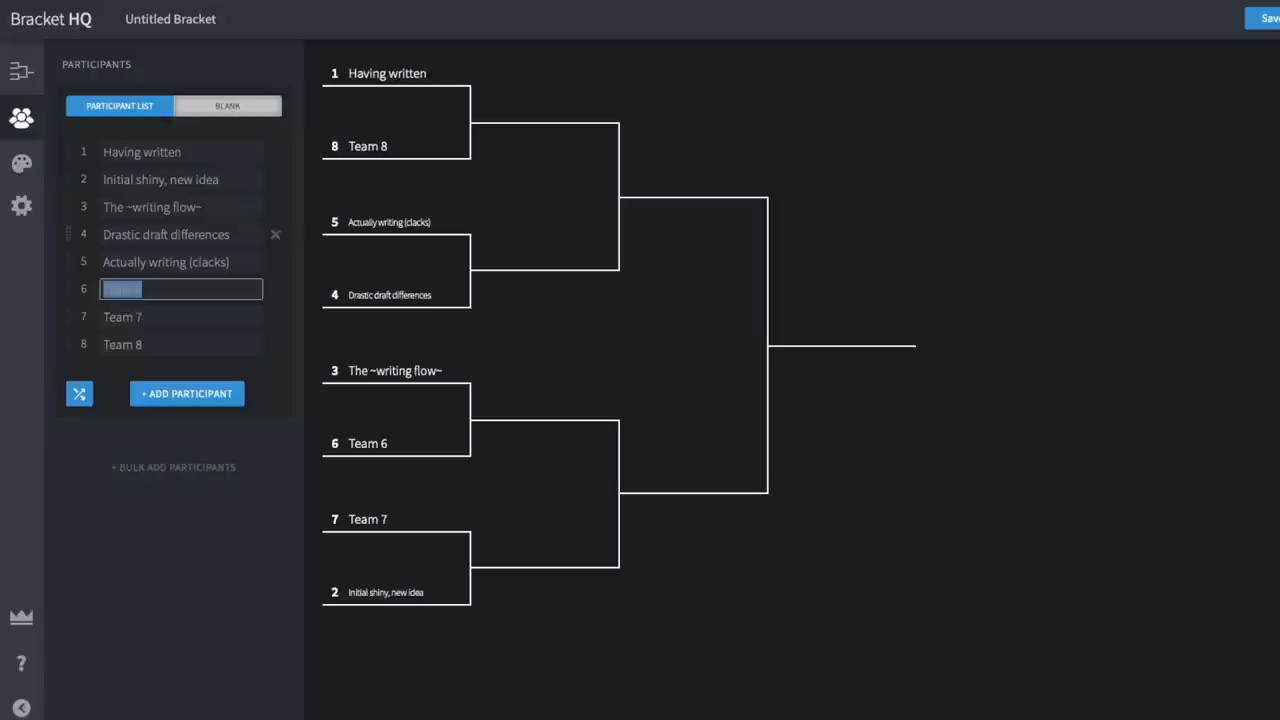 Bracket HQ
Untitled Bracket
PARTICIPANTS
PARTICIPANT LIST
BLANK
1 Having written
2 Initial shiny, new idea
3 The ~writing flow~
4 Drastic draft differences
5 Actually writing (clacks)
6
7 Team 7
8 Team 8
+ ADD PARTICIPANT
+ BULK ADD PARTICIPANTS
?
1 Having written
8 Team 8
5 Actually writing (clacks)
4 Drastic draft differences
3 The ~writing flow~
6 Team 6
7 Team 7
2 Initial shiny, new idea